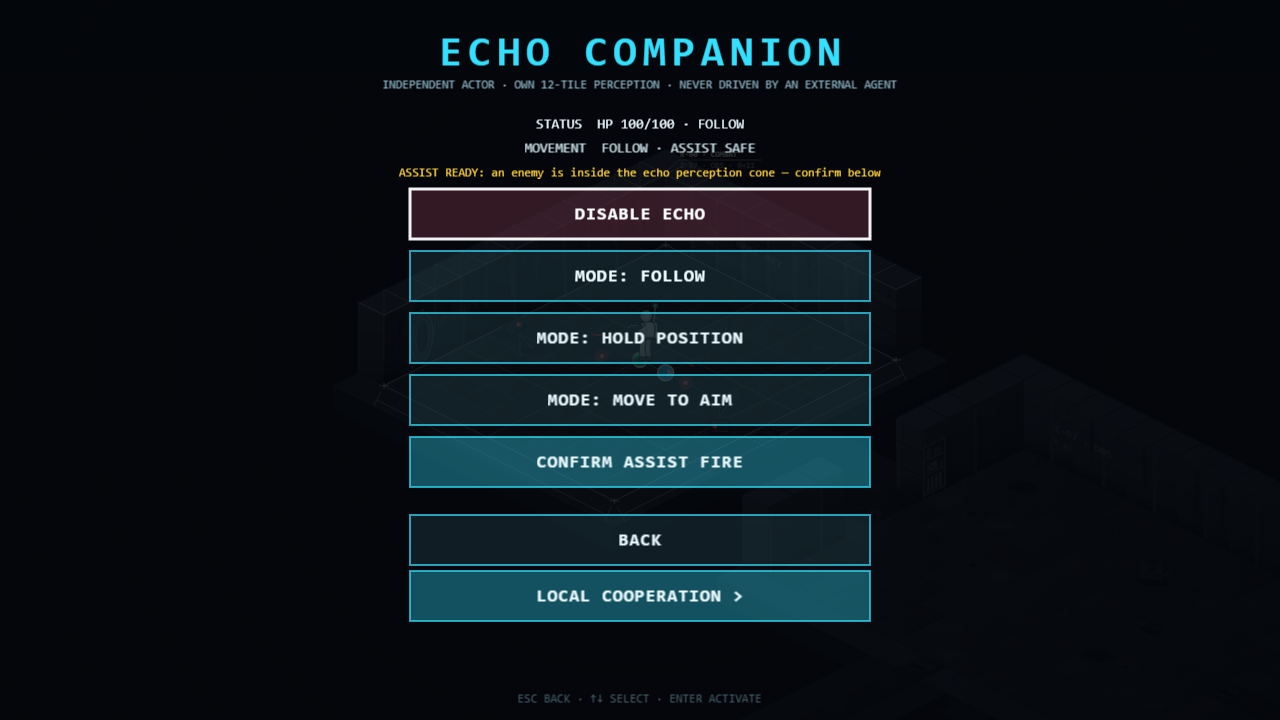 ECHO COMPANION
INDEPENDENT ACTOR · OWN 12-TILE PERCEPTION · NEVER DRIVEN BY AN EXTERNAL AGENT
STATUS  HP 100/100 · FOLLOW
MOVEMENT  FOLLOW · ASSIST SAFE
ASSIST READY: an enemy is inside the echo perception cone — confirm below
DISABLE ECHO
MODE: FOLLOW
MODE: HOLD POSITION
MODE: MOVE TO AIM
CONFIRM ASSIST FIRE
BACK
LOCAL COOPERATION >
ESC BACK · ↑↓ SELECT · ENTER ACTIVATE